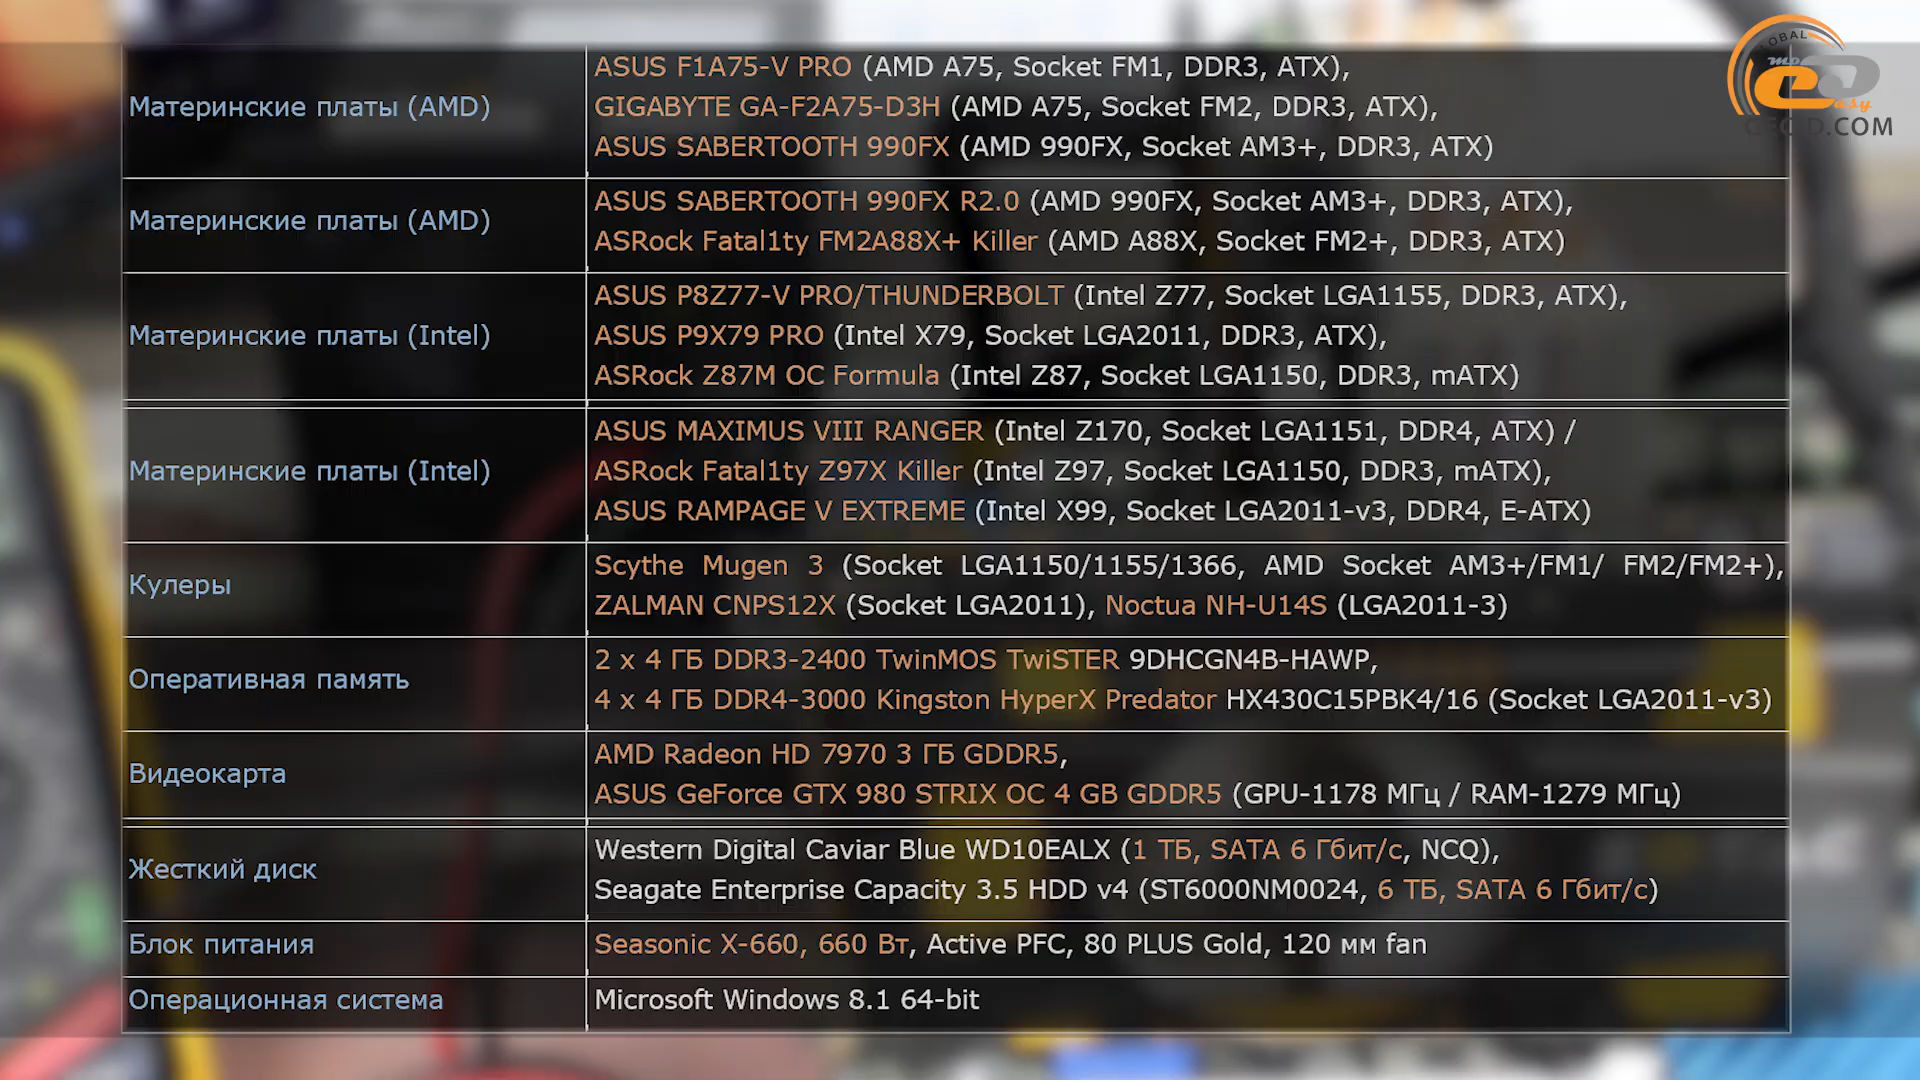 GLOBAL
easy
GECID.COM
Материнские платы (AMD)
ASUS F1A75-V PRO (AMD A75, Socket FM1, DDR3, ATX),
GIGABYTE GA-F2A75-D3H (AMD A75, Socket FM2, DDR3, ATX),
ASUS SABERTOOTH 990FX (AMD 990FX, Socket AM3+, DDR3, ATX)
Материнские платы (AMD)
ASUS SABERTOOTH 990FX R2.0 (AMD 990FX, Socket AM3+, DDR3, ATX),
ASRock Fatal1ty FM2A88X+ Killer (AMD A88X, Socket FM2+, DDR3, ATX)
Материнские платы (Intel)
ASUS P8Z77-V PRO/THUNDERBOLT (Intel Z77, Socket LGA1155, DDR3, ATX),
ASUS P9X79 PRO (Intel X79, Socket LGA2011, DDR3, ATX),
ASRock Z87M OC Formula (Intel Z87, Socket LGA1150, DDR3, mATX)
Материнские платы (Intel)
ASUS MAXIMUS VIII RANGER (Intel Z170, Socket LGA1151, DDR4, ATX) /
ASRock Fatal1ty Z97X Killer (Intel Z97, Socket LGA1150, DDR3, mATX),
ASUS RAMPAGE V EXTREME (Intel X99, Socket LGA2011-v3, DDR4, E-ATX)
Кулеры
Scythe Mugen 3 (Socket LGA1150/1155/1366, AMD Socket AM3+/FM1/ FM2/FM2+),
ZALMAN CNPS12X (Socket LGA2011), Noctua NH-U14S (LGA2011-3)
Оперативная память
2 x 4 ГБ DDR3-2400 TwinMOS TwiSTER 9DHCGN4B-HAWP,
4 x 4 ГБ DDR4-3000 Kingston HyperX Predator HX430C15PBK4/16 (Socket LGA2011-v3)
Видеокарта
AMD Radeon HD 7970 3 ГБ GDDR5,
ASUS GeForce GTX 980 STRIX OC 4 GB GDDR5 (GPU-1178 МГц / RAM-1279 МГц)
Жесткий диск
Western Digital Caviar Blue WD10EALX (1 ТБ, SATA 6 Гбит/с, NCQ),
Seagate Enterprise Capacity 3.5 HDD v4 (ST6000NM0024, 6 ТБ, SATA 6 Гбит/с)
Блок питания
Seasonic X-660, 660 Вт, Active PFC, 80 PLUS Gold, 120 мм fan
Операционная система
Microsoft Windows 8.1 64-bit